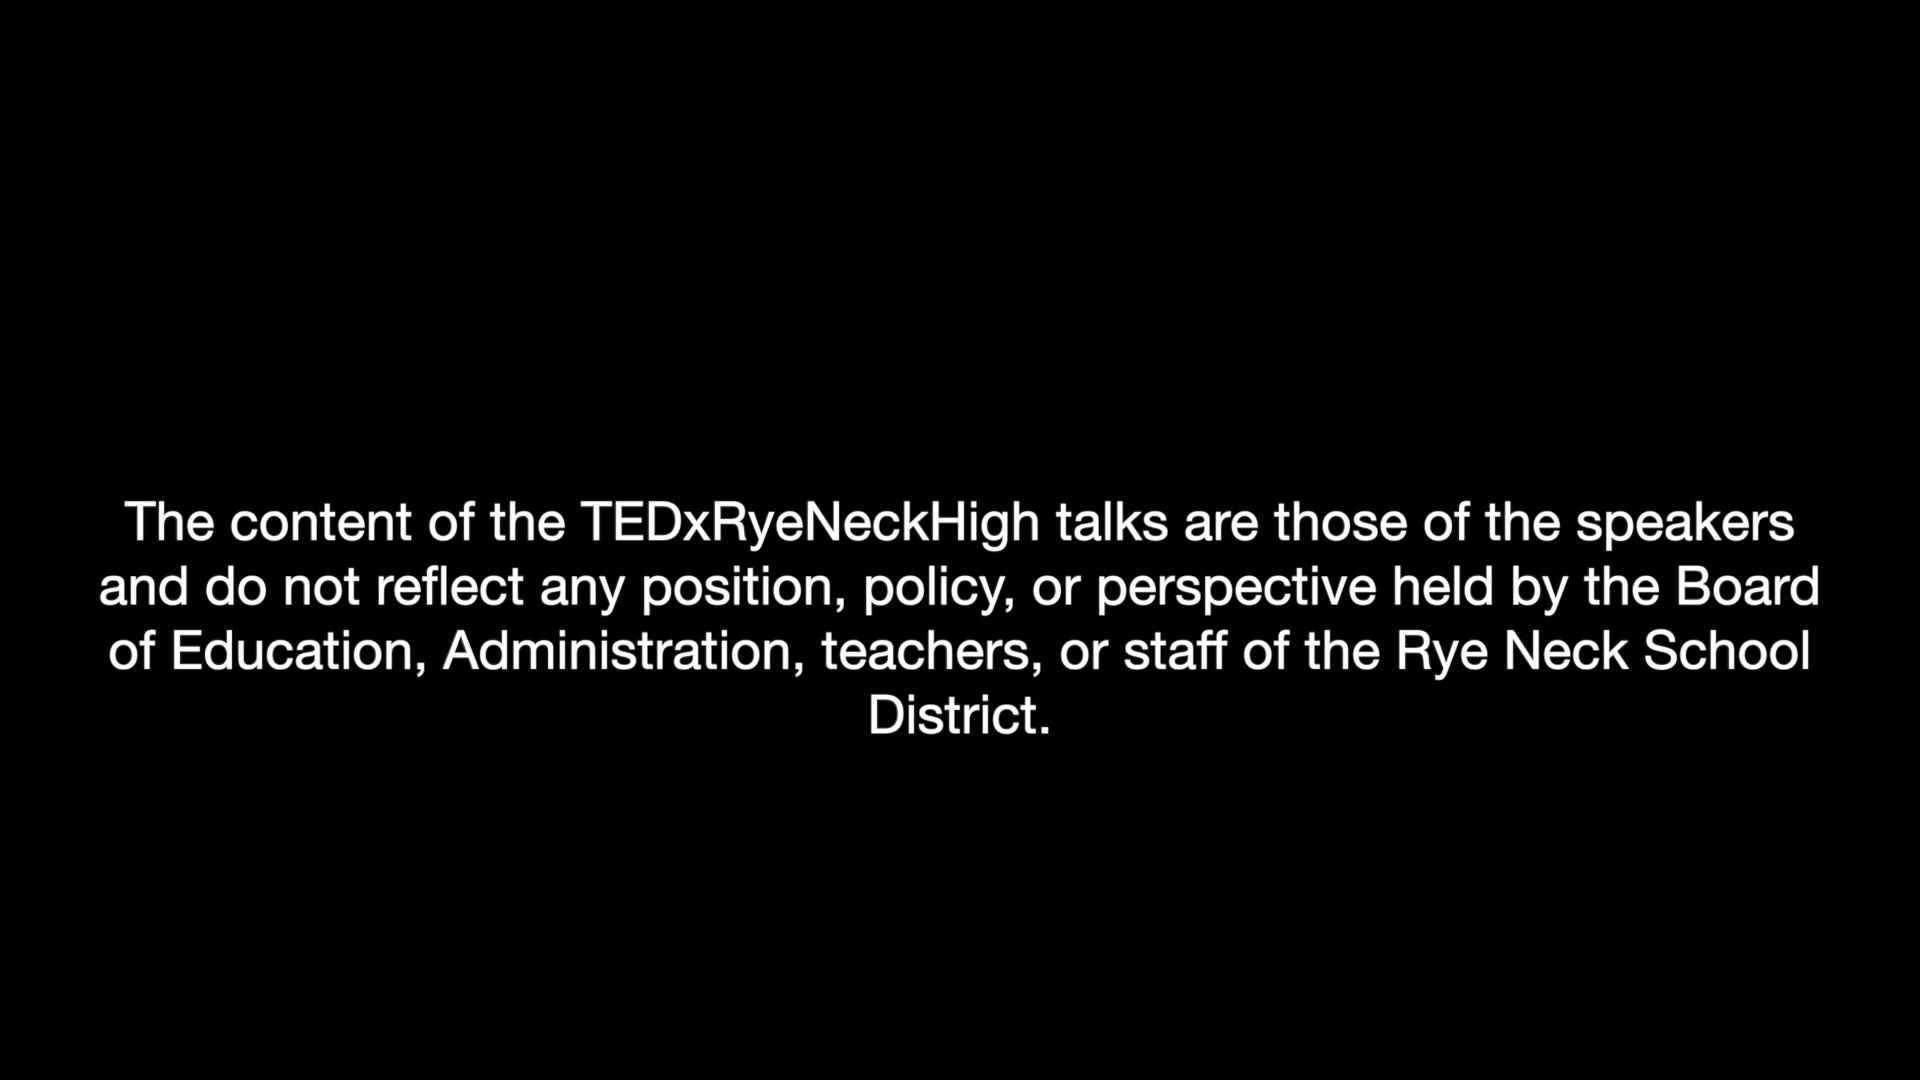 The content of the TEDxRyeNeckHigh talks are those of the speakers
and do not reflect any position, policy, or perspective held by the Board
of Education, Administration, teachers, or staff of the Rye Neck School
District.